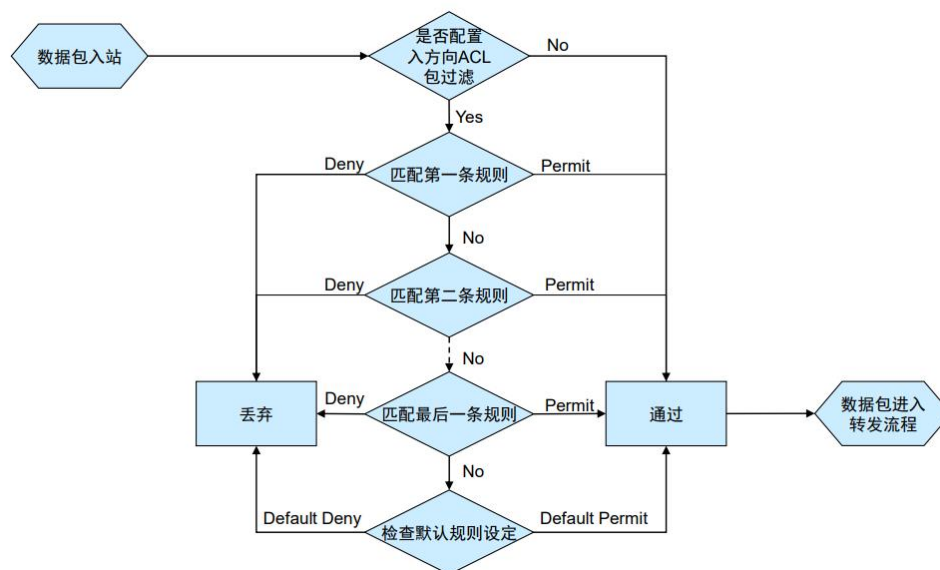 数据包入站
是否配置
入方向ACL
包过滤
No
Yes
Deny
匹配第一条规则
Permit
No
Deny
匹配第二条规则
Permit
No
丢弃
Deny
匹配最后一条规则
Permit
通过
数据包进入
转发流程
No
Default Deny
检查默认规则设定
Default Permit